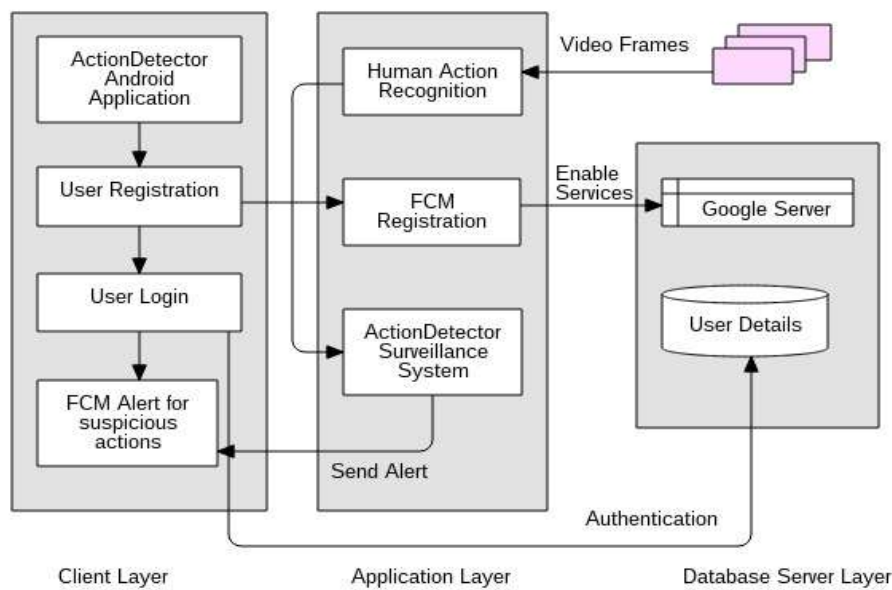 ActionDetector
Android
Application
User Registration
User Login
FCM Alert for
suspicious
actions
Human Action
Recognition
FCM
Registration
ActionDetector
Surveillance
System
Send Alert
Video Frames
Enable
Services
Google Server
User Details
Authentication
Client Layer
Application Layer
Database Server Layer